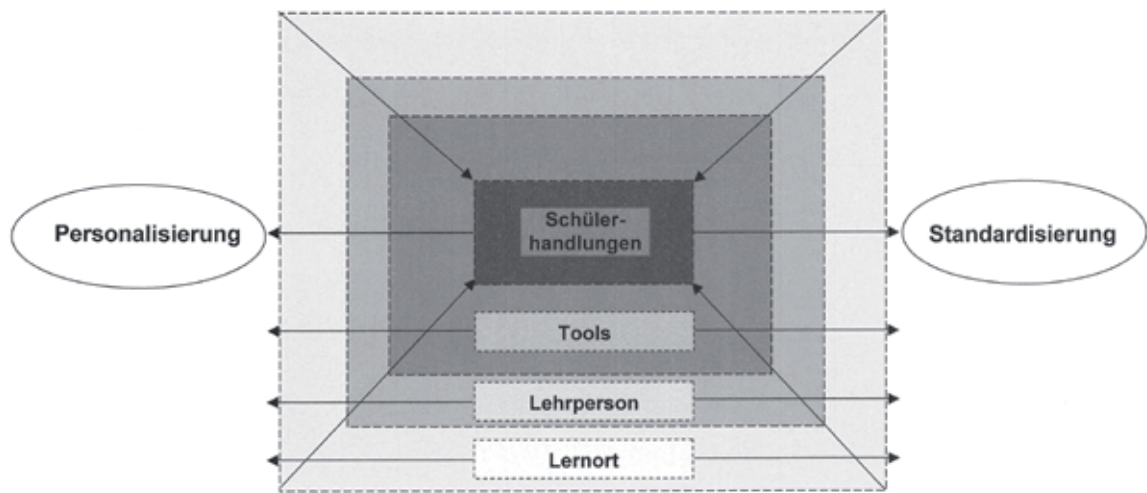 Personalisierung
Schüler-
handlungen
Standardisierung
Tools
Lehrperson
Lernort